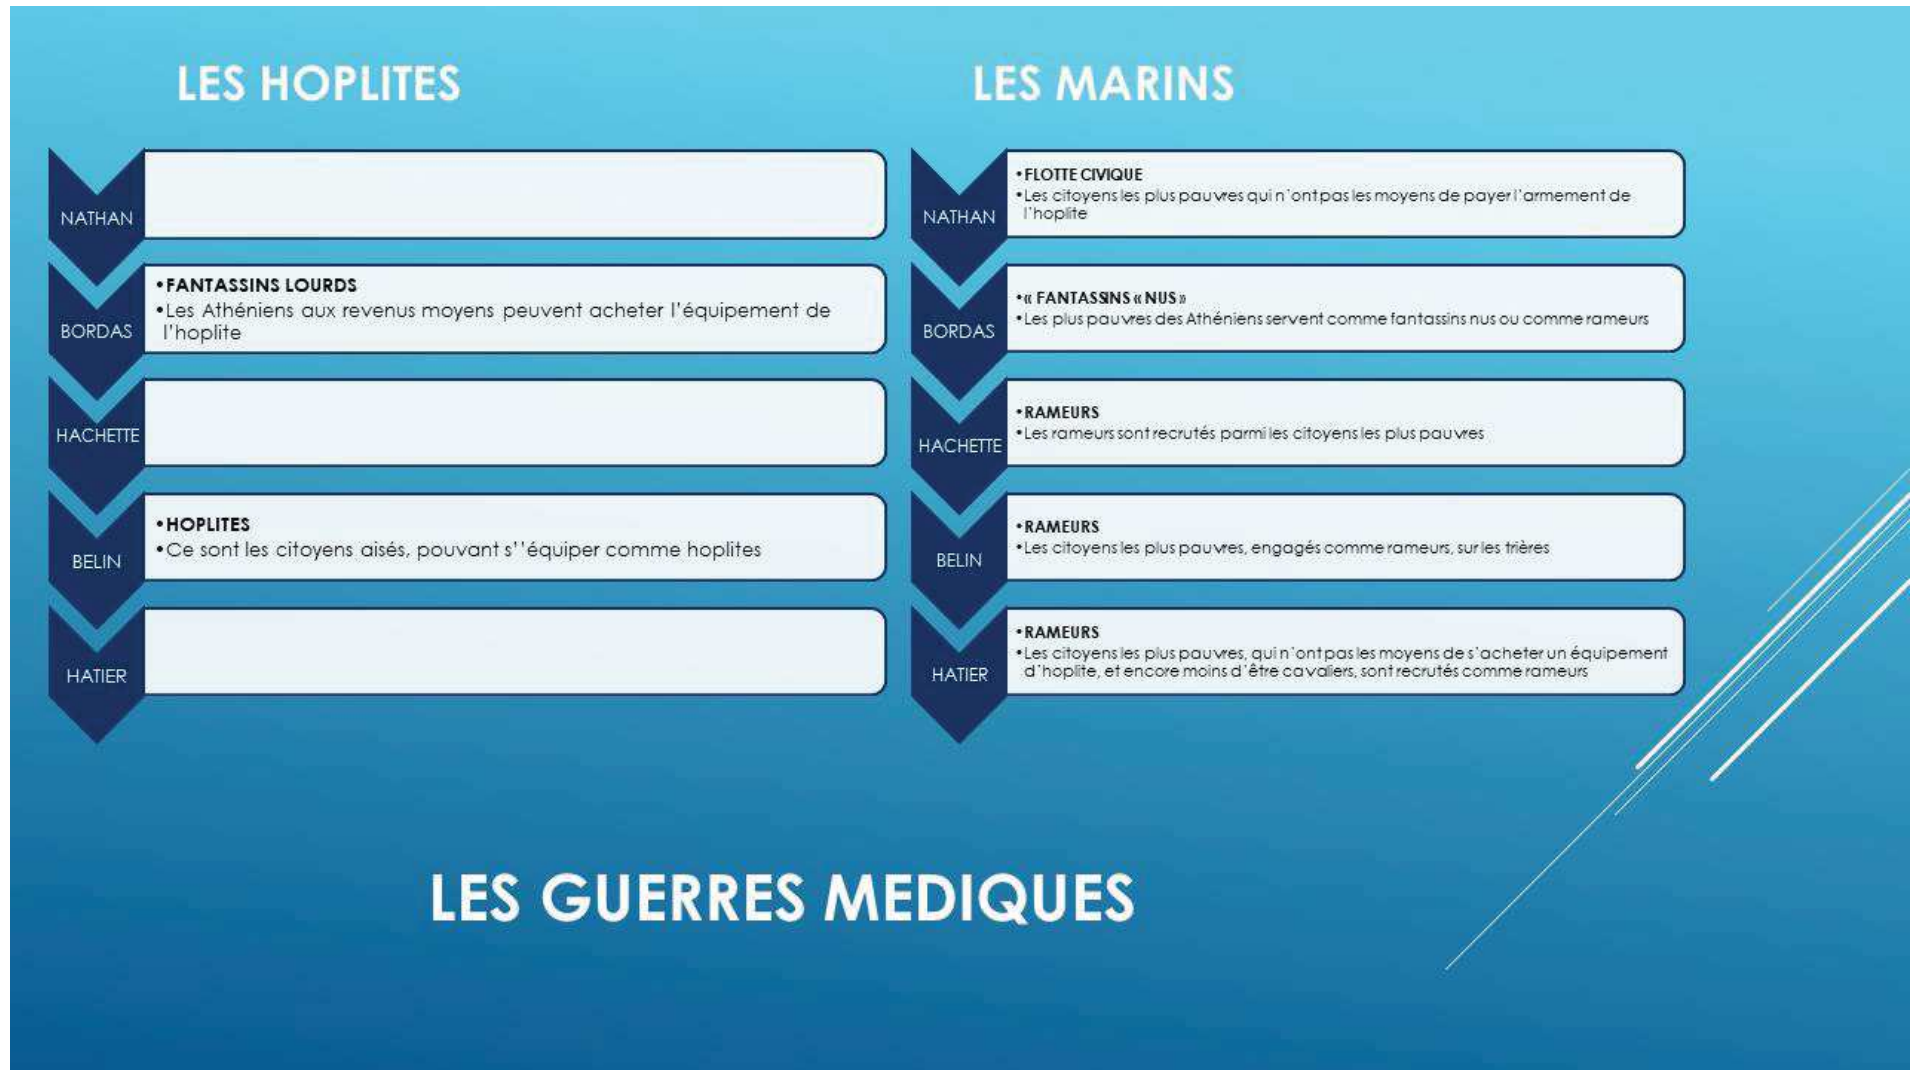 LES HOPLITES
NATHAN
BORDAS
•FANTASSINS LOURDS
•Les Athéniens aux revenus moyens peuvent acheter l'équipement de
l'hoplite
HACHETTE
BELIN
•HOPLITES
•Ce sont les citoyens aisés, pouvant s''équiper comme hoplites
HATIER
LES MARINS
NATHAN
•FLOTTE CIVIQUE
•Les citoyens les plus pauvres qui n'ont pas les moyens de payer l'armement de
l'hoplite
BORDAS
•« FANTASSINS « NUS »
•Les plus pauvres des Athéniens servent comme fantassins nus ou comme rameurs
HACHETTE
•RAMEURS
•Les rameurs sont recrutés parmi les citoyens les plus pauvres
BELIN
•RAMEURS
•Les citoyens les plus pauvres, engagés comme rameurs, sur les trières
HATIER
•RAMEURS
•Les citoyens les plus pauvres, qui n'ont pas les moyens de s'acheter un équipement
d'hoplite, et encore moins d'être cavaliers, sont recrutés comme rameurs
LES GUERRES MEDIQUES